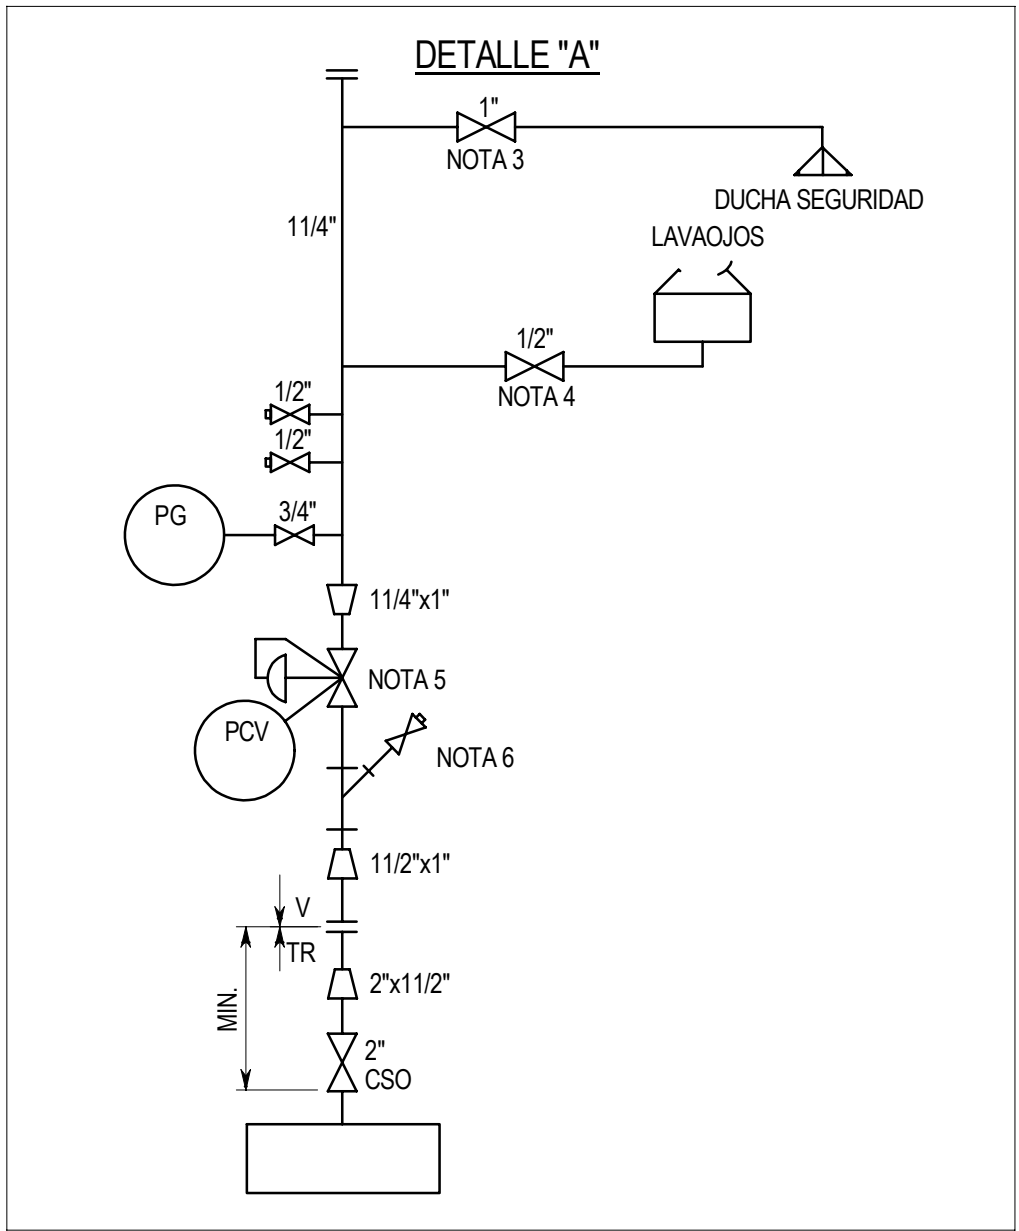 DETALLE "A"
1"
NOTA 3
DUCHA SEGURIDAD
11/4"
LAVAOJOS
1/2"
NOTA 4
1/2"
1/2"
PG
3/4"
11/4"x1"
NOTA 5
PCV
NOTA 6
11/2"x1"
V
TR
2"x11/2"
MIN.
2"
CSO